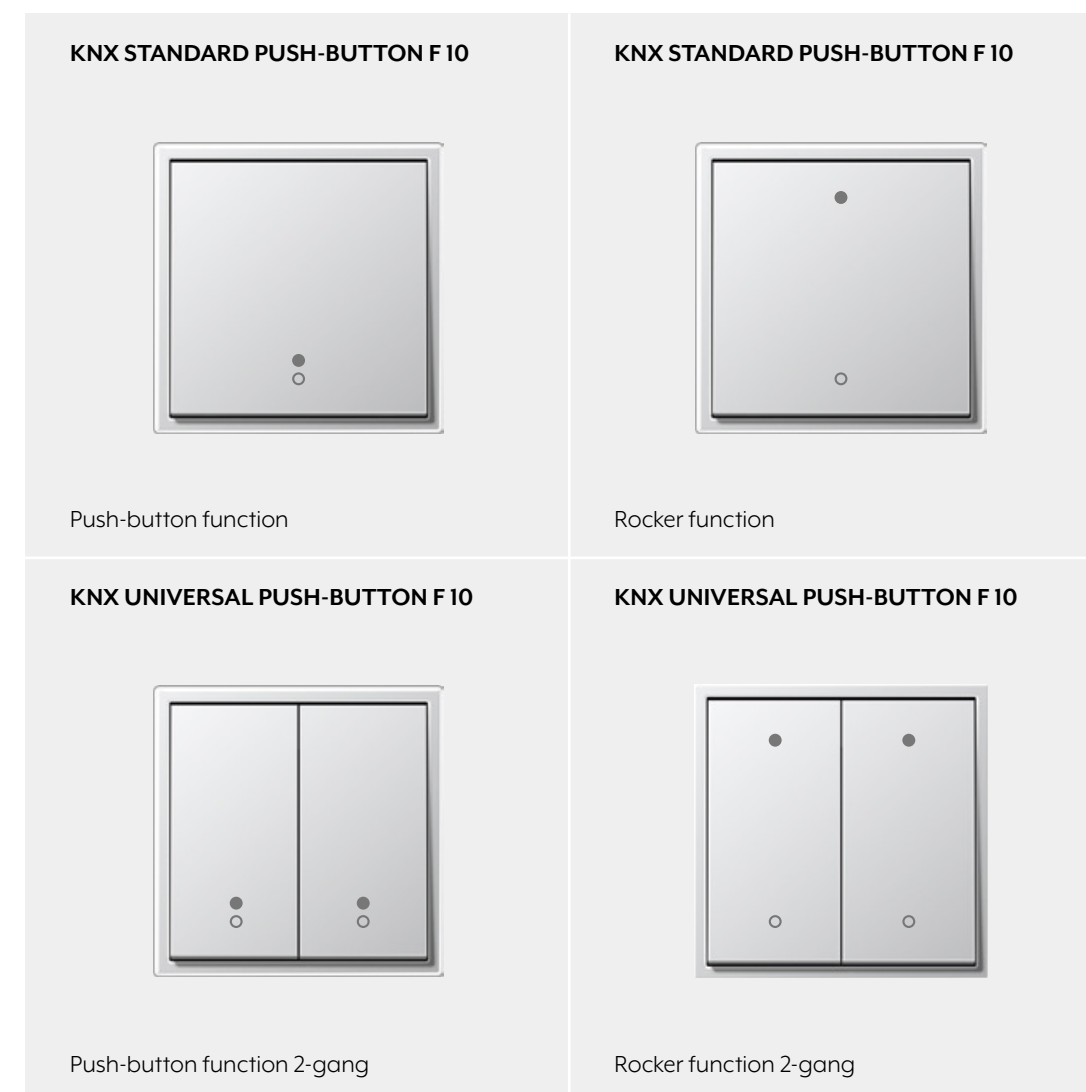 KNX STANDARD PUSH-BUTTON F 10
KNX STANDARD PUSH-BUTTON F 10
Push-button function
Rocker function
KNX UNIVERSAL PUSH-BUTTON F 10
KNX UNIVERSAL PUSH-BUTTON F 10
Push-button function 2-gang
Rocker function 2-gang